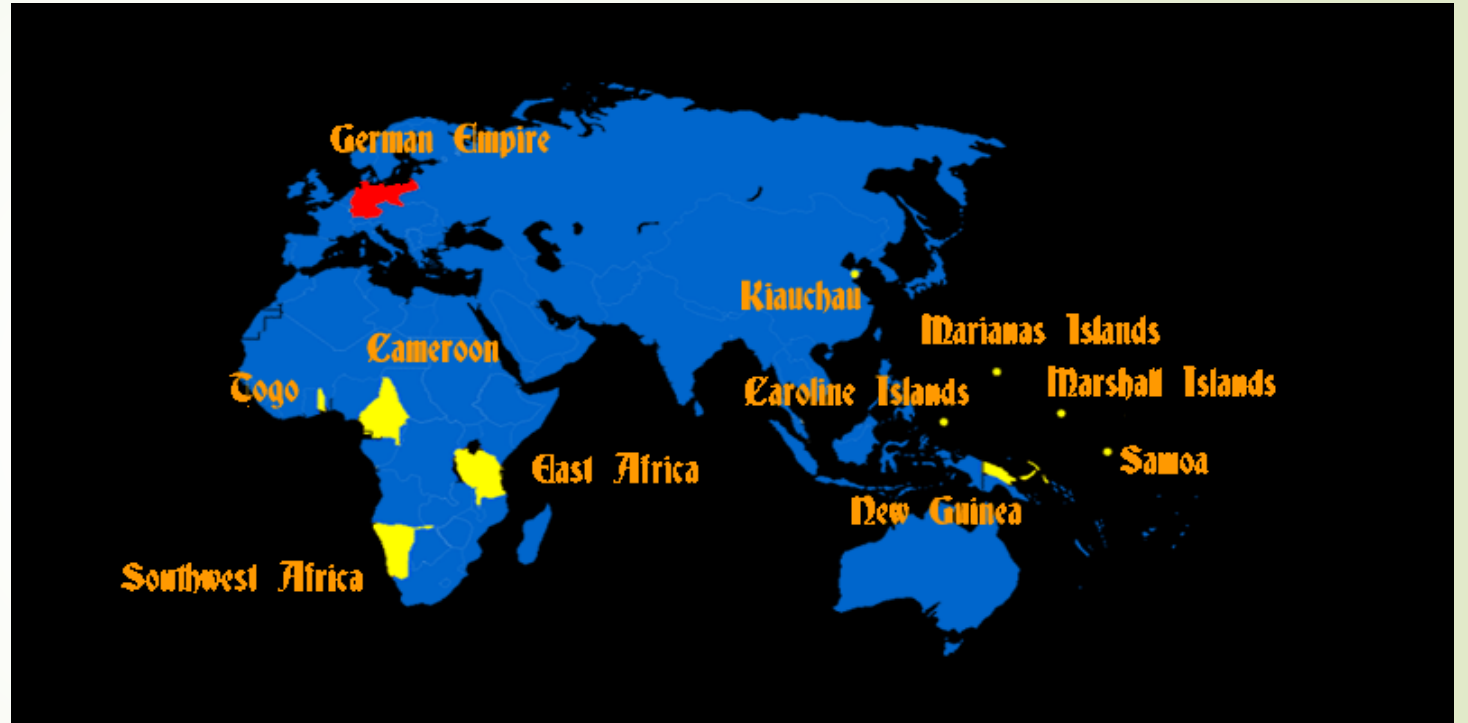 German Empire
Kiauchau
Marianas Islands
Cameroon
Marshall Islands
Togo
Caroline Islands
Samoa
East Africa
New Guinea
Southwest Africa